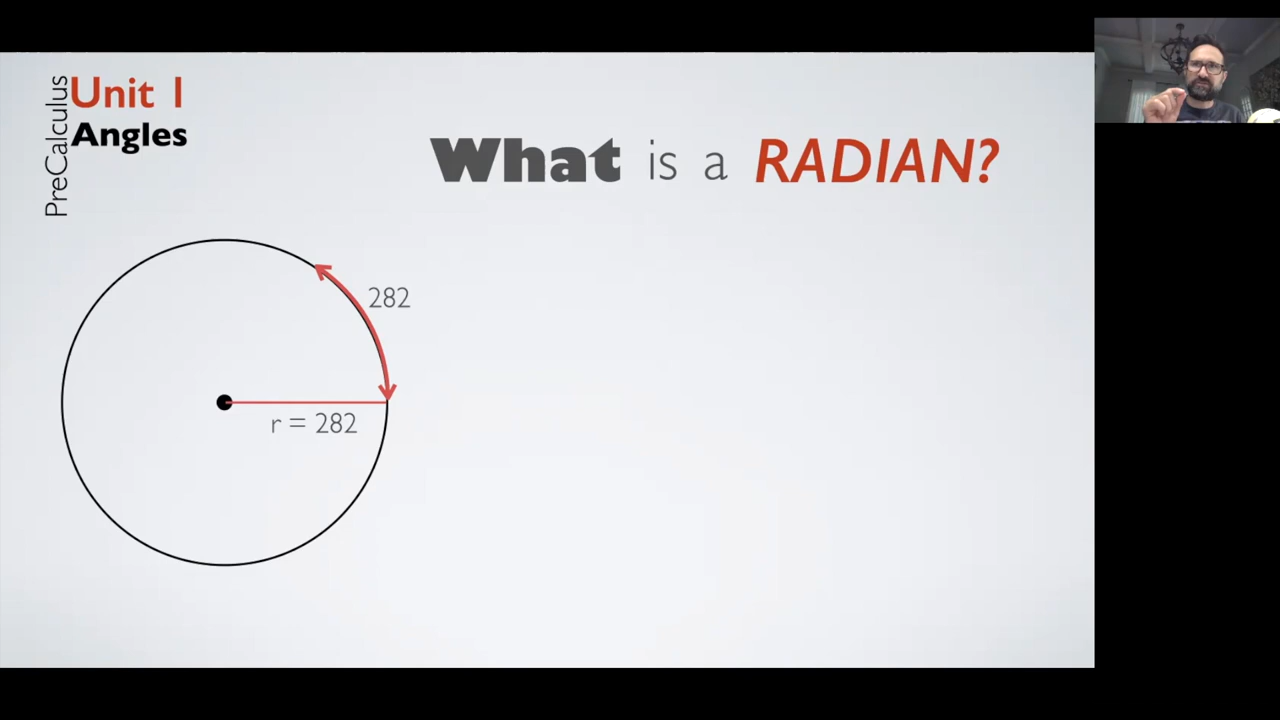 PreCalculus
Unit 1
Angles
What is a RADIAN?
282
r = 282